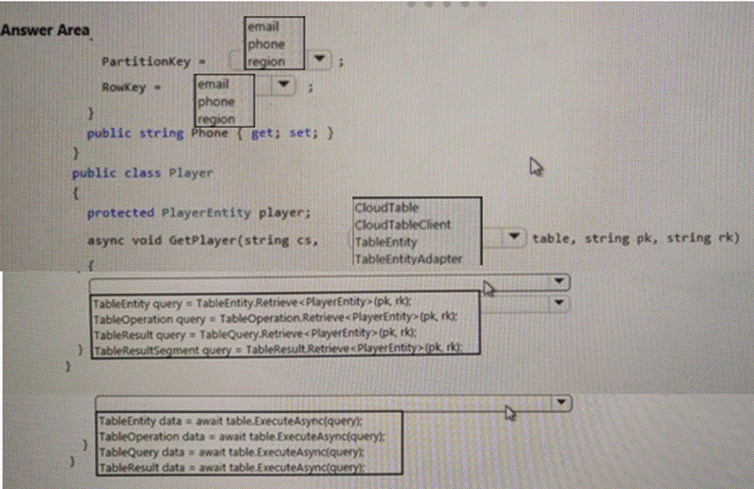 Answer Area
email
phone
region
PartitionKey = ;
RowKey = ;
email
phone
region
}
public string Phone { get; set; }
}
public class Player
{
protected PlayerEntity player;
CloudTable
CloudTableClient
TableEntity
TableEntityAdapter
async void GetPlayer(string cs, table, string pk, string rk)
{
TableEntity query = TableEntity.Retrieve<PlayerEntity>(pk, rk);
TableOperation query = TableOperation.Retrieve<PlayerEntity>(pk, rk);
TableResult query = TableQuery.Retrieve<PlayerEntity>(pk, rk);
} TableResultSegment query = TableResult.Retrieve<PlayerEntity>(pk, rk);
}
TableEntity data = await table.ExecuteAsync(query);
TableOperation data = await table.ExecuteAsync(query);
} TableQuery data = await table.ExecuteAsync(query);
} TableResult data = await table.ExecuteAsync(query);